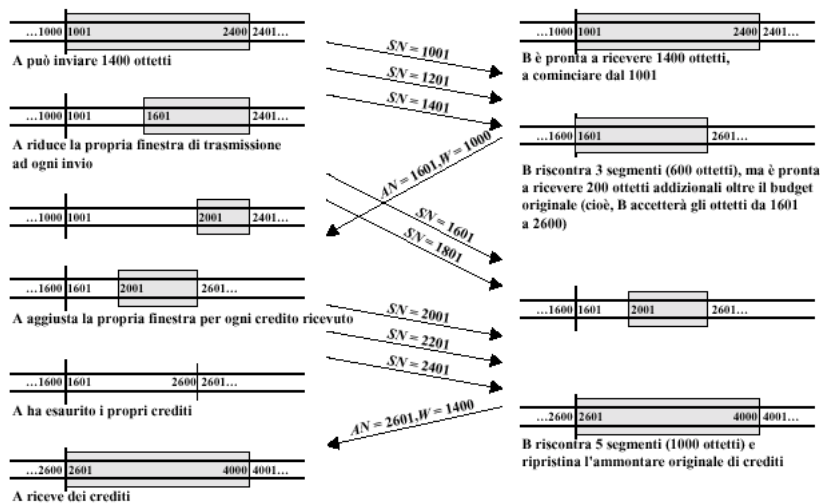 ...1000 1001 2400 2401...
A può inviare 1400 ottetti
SN = 1001
SN = 1201
SN = 1401
...1000 1001 2400 2401...
B è pronta a ricevere 1400 ottetti,
a cominciare dal 1001
...1000 1001 1601 2401...
A riduce la propria finestra di trasmissione
ad ogni invio
AN = 1601,W = 1000
...1600 1601 2601...
B riscontra 3 segmenti (600 ottetti), ma è pronta
a ricevere 200 ottetti addizionali oltre il budget
originale (cioè, B accetterà gli ottetti da 1601
a 2600)
...1000 1001 2001 2401...
SN = 1601
SN = 1801
...1600 1601 2001 2601...
A aggiusta la propria finestra per ogni credito ricevuto
...1600 1601 2001 2601...
SN = 2001
SN = 2201
SN = 2401
...1600 1601 2600 2601...
A ha esaurito i propri crediti
AN = 2601,W = 1400
...2600 2601 4000 4001...
B riscontra 5 segmenti (1000 ottetti) e
ripristina l'ammontare originale di crediti
...2600 2601 4000 4001...
A riceve dei crediti